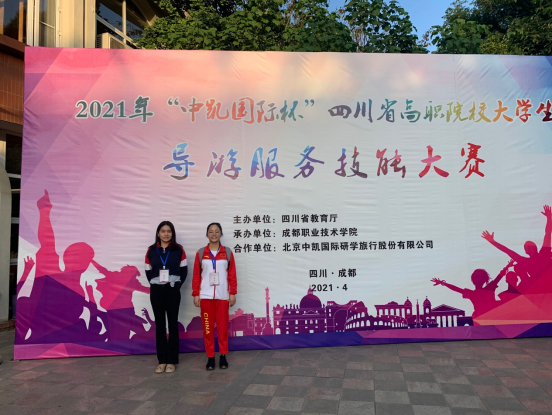 2021年“中凯国际杯”四川省高职院校大学生
导游服务技能大赛
主办单位：四川省教育厅
承办单位：成都职业技术学院
合作单位：北京中凯国际研学旅行股份有限公司
四川·成都
2021·4
CHINA